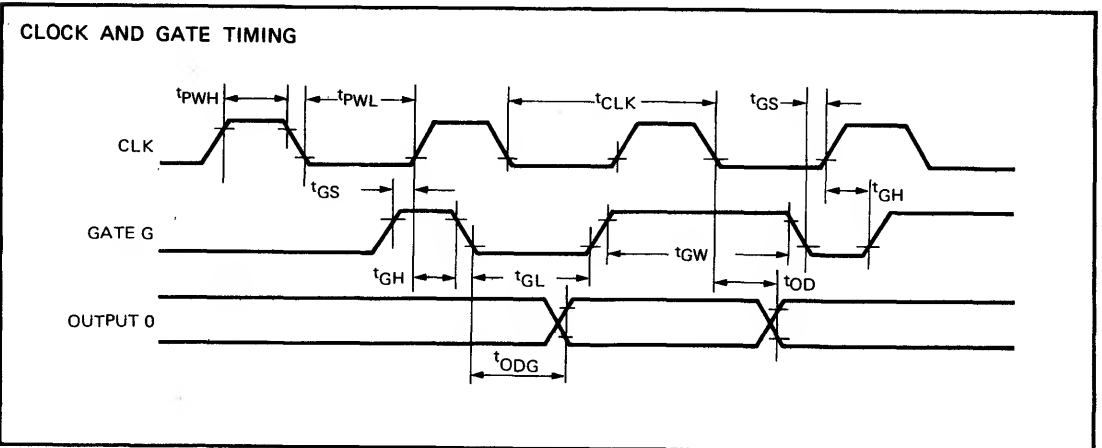 CLOCK AND GATE TIMING
tPWH
tPWL
tCLK
tGS
CLK
tGS
tGH
GATE G
tGW
tGH
tGL
tOD
OUTPUT 0
tODG